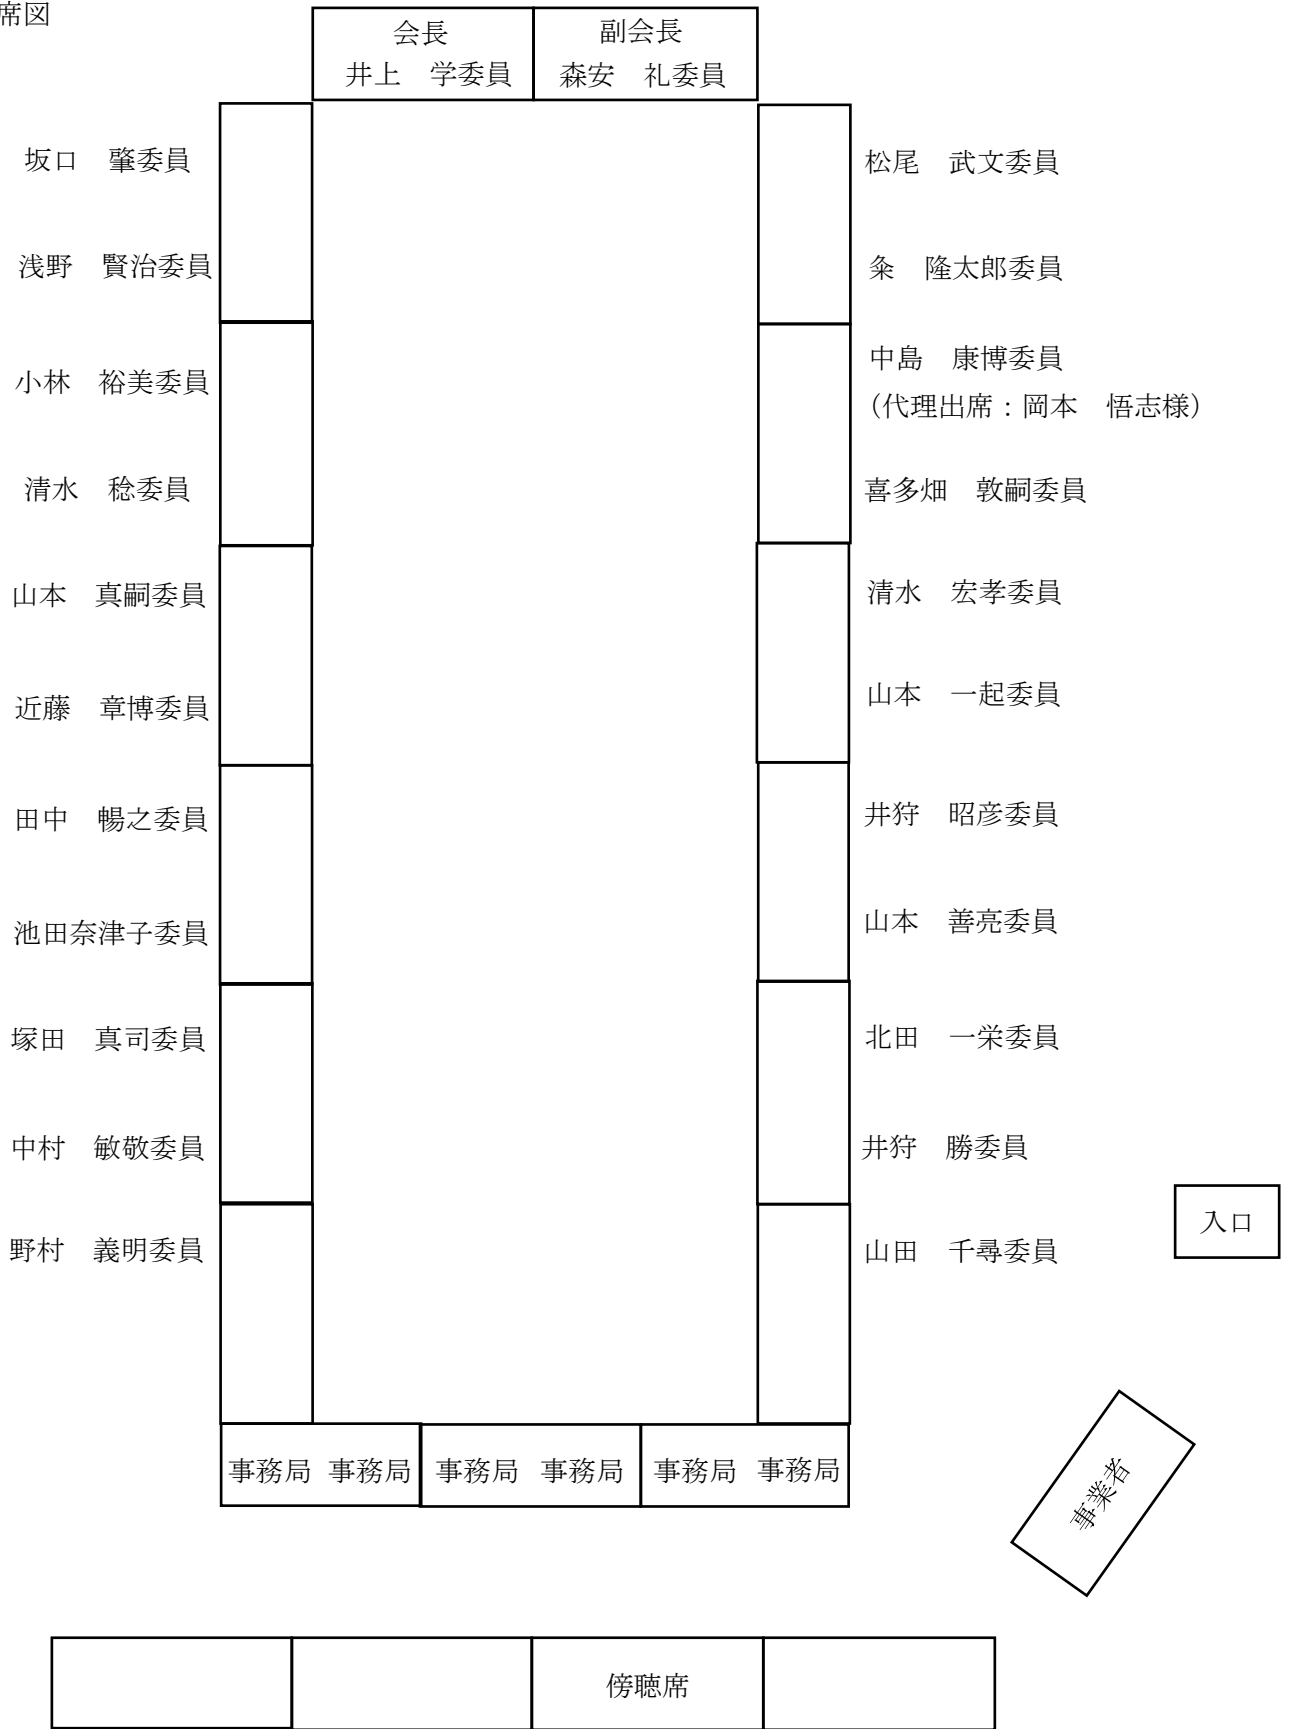 席図
会長
井上　学委員
副会長
森安　礼委員
坂口　肇委員
浅野　賢治委員
小林　裕美委員
清水　稔委員
山本　真嗣委員
近藤　章博委員
田中　暢之委員
池田奈津子委員
塚田　真司委員
中村　敏敬委員
野村　義明委員
松尾　武文委員
粂　隆太郎委員
中島　康博委員
（代理出席：岡本　悟志様）
喜多畑　敦嗣委員
清水　宏孝委員
山本　一起委員
井狩　昭彦委員
山本　善亮委員
北田　一栄委員
井狩　勝委員
山田　千尋委員
入口
事務局 事務局 事務局 事務局 事務局 事務局
事業者
傍聴席